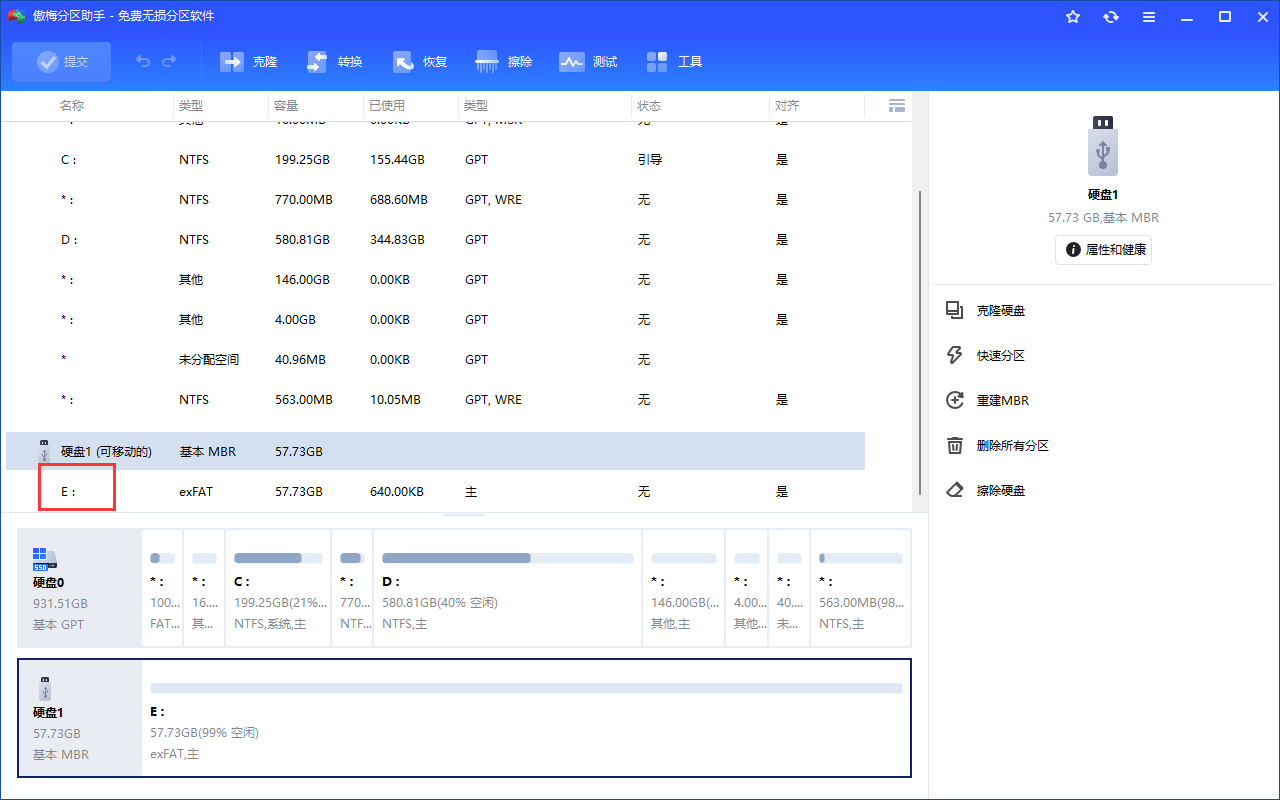 傲梅分区助手 - 免费无损分区软件
提交 克隆 转换 恢复 擦除 测试 工具
名称 类型 容量 已使用 类型 状态 对齐
C : NTFS 199.25GB 155.44GB GPT 引导 是
* : NTFS 770.00MB 688.60MB GPT, WRE 无 是
D : NTFS 580.81GB 344.83GB GPT 无 是
* : 其他 146.00GB 0.00KB GPT 无 是
* : 其他 4.00GB 0.00KB GPT 无 是
* 未分配空间 40.96MB 0.00KB GPT 无
* : NTFS 563.00MB 10.05MB GPT, WRE 无 是
硬盘1 (可移动的) 基本 MBR 57.73GB
E : exFAT 57.73GB 640.00KB 主 无 是
SSD
硬盘0
931.51GB
基本 GPT
* :
100...
FAT...
* :
16....
其...
C :
199.25GB(21%...
NTFS,系统,主
* :
770...
NTF...
D :
580.81GB(40% 空闲)
NTFS,主
* :
146.00GB(...
其他,主
* :
4.00...
其他...
* :
40....
未...
* :
563.00MB(98...
NTFS,主
硬盘1
57.73GB
基本 MBR
E :
57.73GB(99% 空闲)
exFAT,主
硬盘1
57.73 GB,基本 MBR
属性和健康
克隆硬盘
快速分区
重建MBR
删除所有分区
擦除硬盘